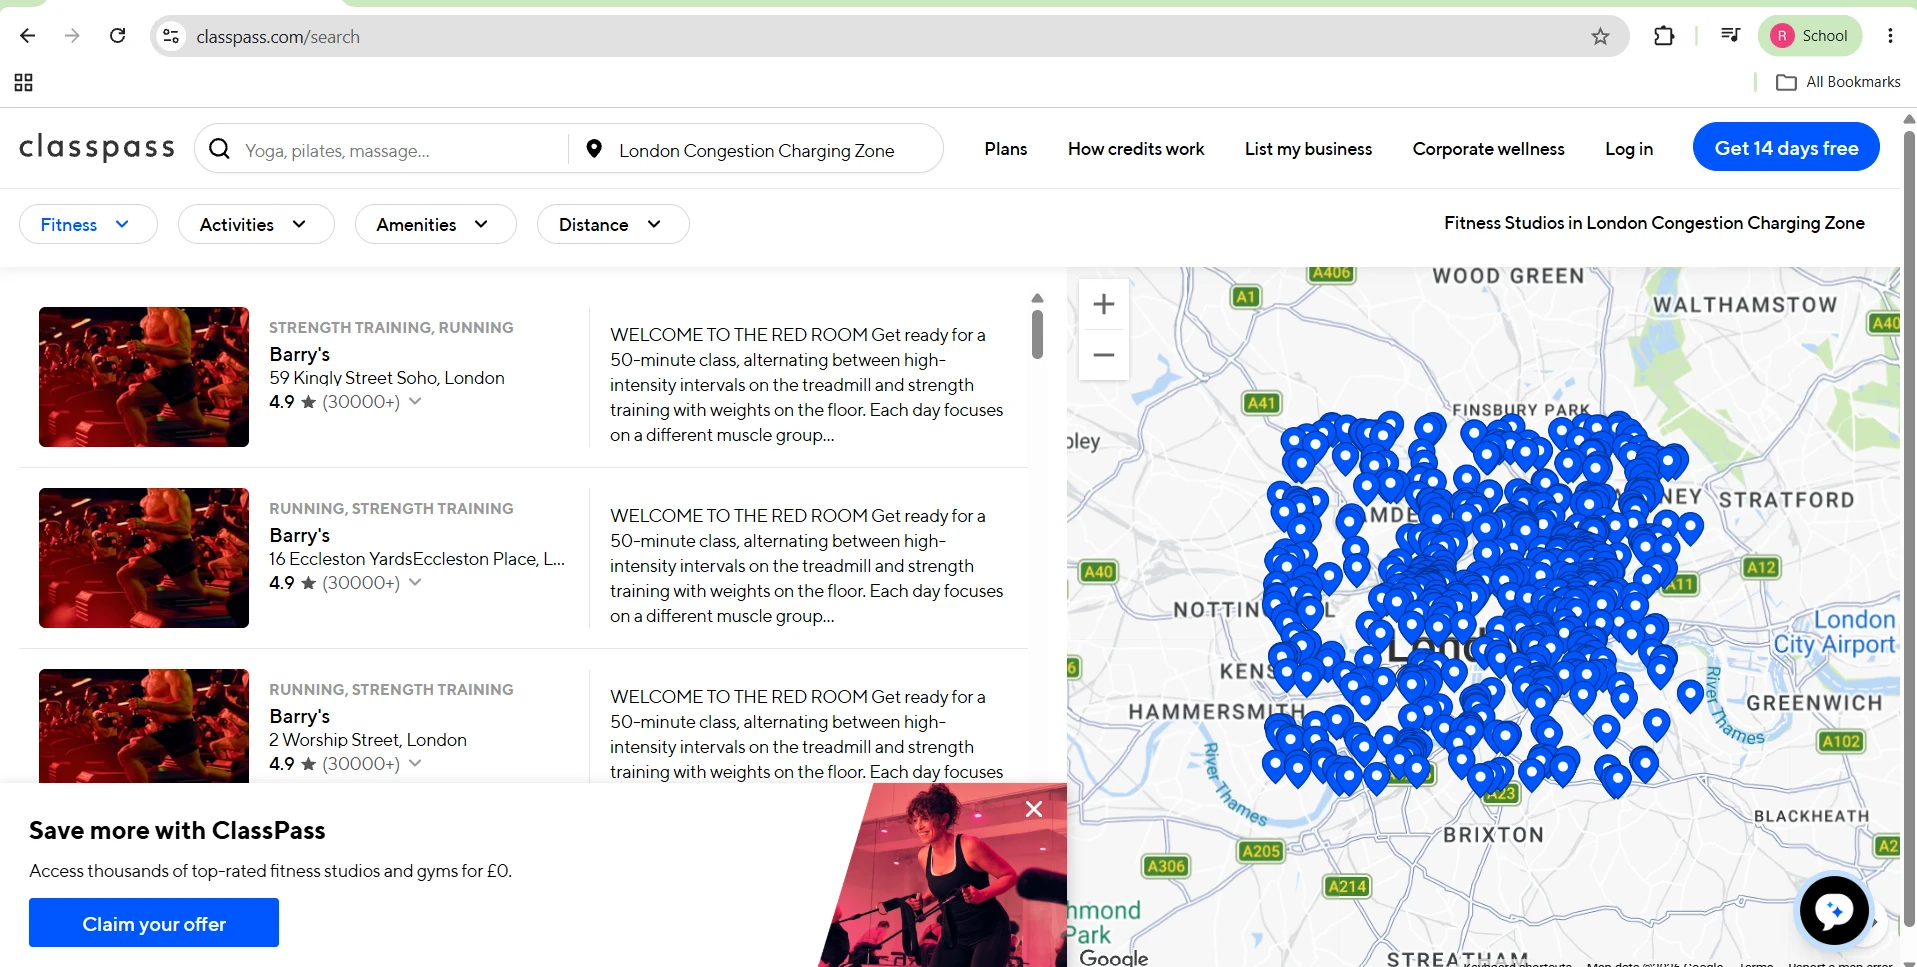 classpass.com/search
R School
All Bookmarks
classpass
Yoga, pilates, massage...
London Congestion Charging Zone
Plans
How credits work
List my business
Corporate wellness
Log in
Get 14 days free
Fitness
Activities
Amenities
Distance
Fitness Studios in London Congestion Charging Zone
STRENGTH TRAINING, RUNNING
Barry's
59 Kingly Street Soho, London
4.9 ★ (30000+)
WELCOME TO THE RED ROOM Get ready for a
50-minute class, alternating between high-
intensity intervals on the treadmill and strength
training with weights on the floor. Each day focuses
on a different muscle group...
RUNNING, STRENGTH TRAINING
Barry's
16 Eccleston YardsEccleston Place, L...
4.9 ★ (30000+)
WELCOME TO THE RED ROOM Get ready for a
50-minute class, alternating between high-
intensity intervals on the treadmill and strength
training with weights on the floor. Each day focuses
on a different muscle group...
RUNNING, STRENGTH TRAINING
Barry's
2 Worship Street, London
4.9 ★ (30000+)
WELCOME TO THE RED ROOM Get ready for a
50-minute class, alternating between high-
intensity intervals on the treadmill and strength
training with weights on the floor. Each day focuses
Save more with ClassPass
Access thousands of top-rated fitness studios and gyms for £0.
Claim your offer
A406
WOOD GREEN
A1
WALTHAMSTOW
A40
A41
FINSBURY PARK
STRATFORD
A40
A12
A11
London
City Airport
KENS
River Thames
GREENWICH
HAMMERSMITH
A102
River Thames
A23
BLACKHEATH
BRIXTON
A205
A306
A214
A2
hmond
Park
STREATHAM
Google